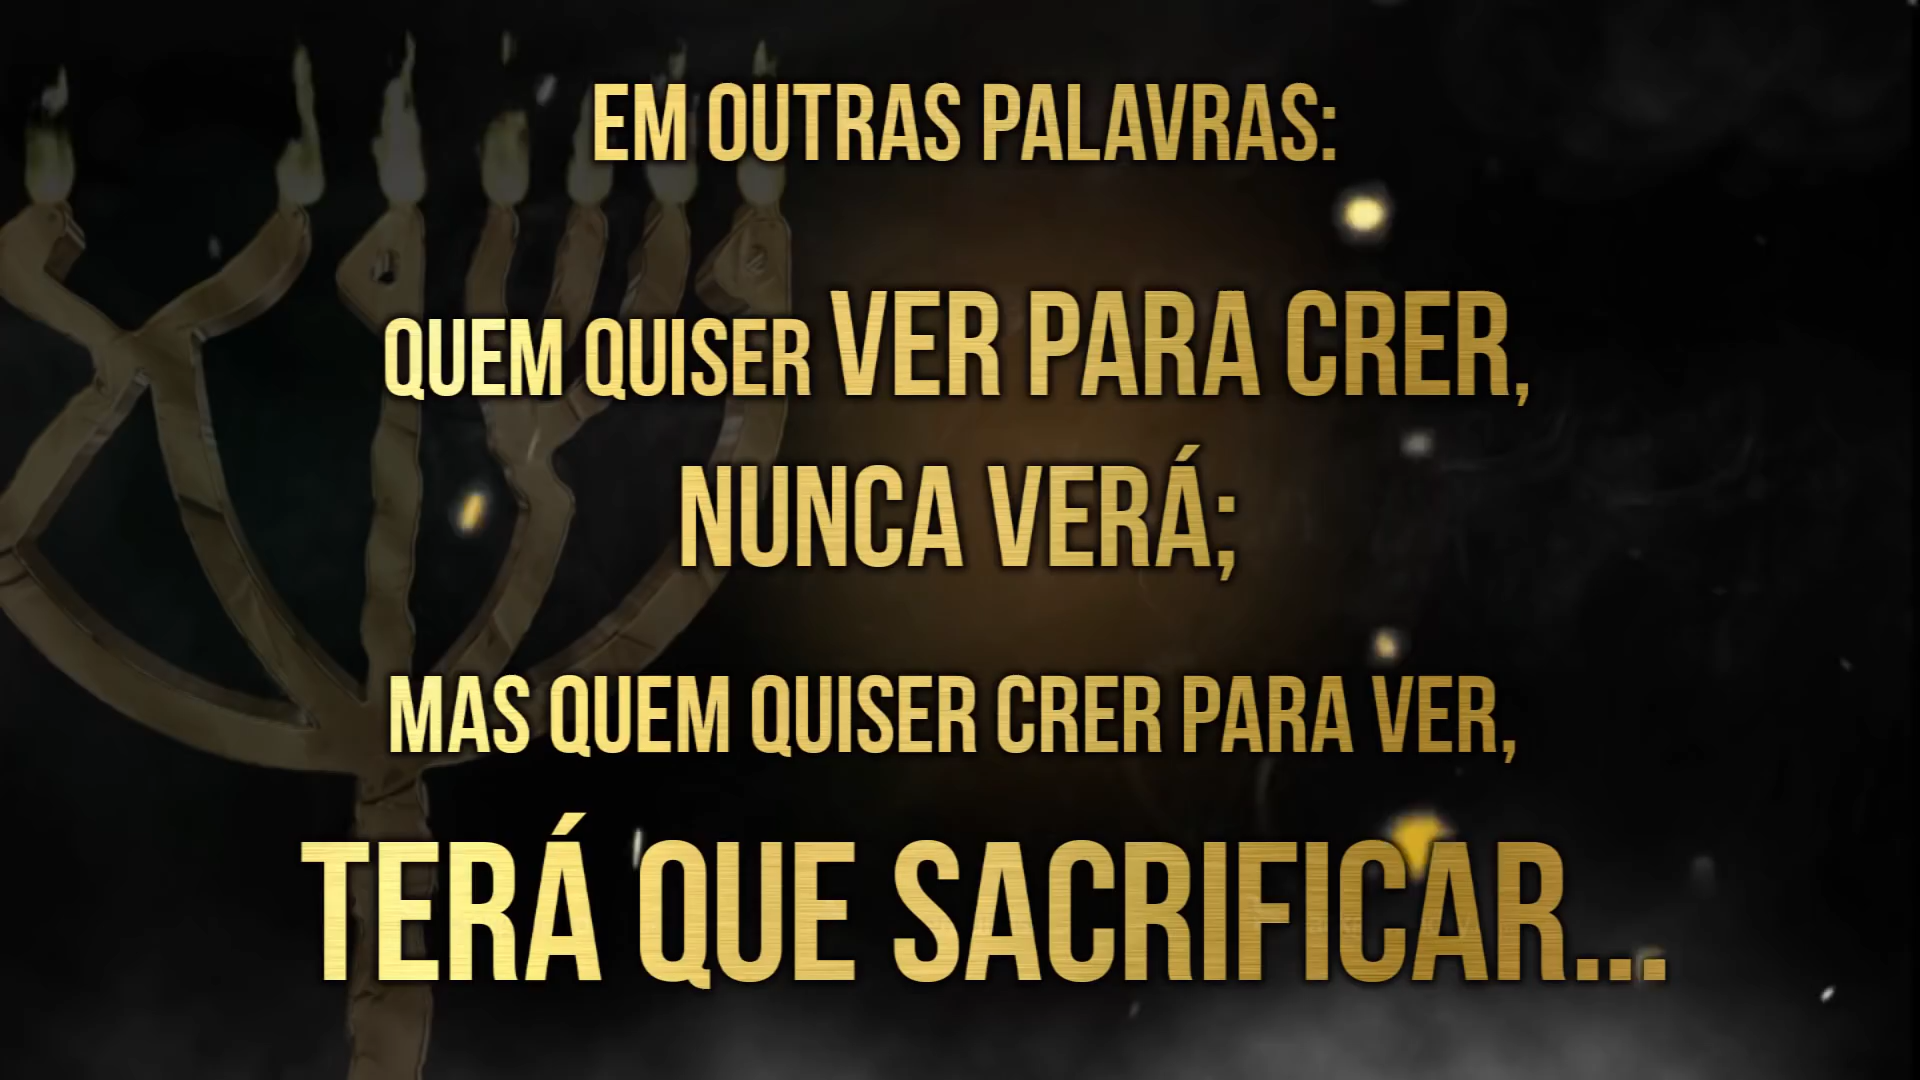 EM OUTRAS PALAVRAS:
QUEM QUISER VER PARA CRER,
NUNCA VERÁ;
MAS QUEM QUISER CRER PARA VER,
TERÁ QUE SACRIFICAR...